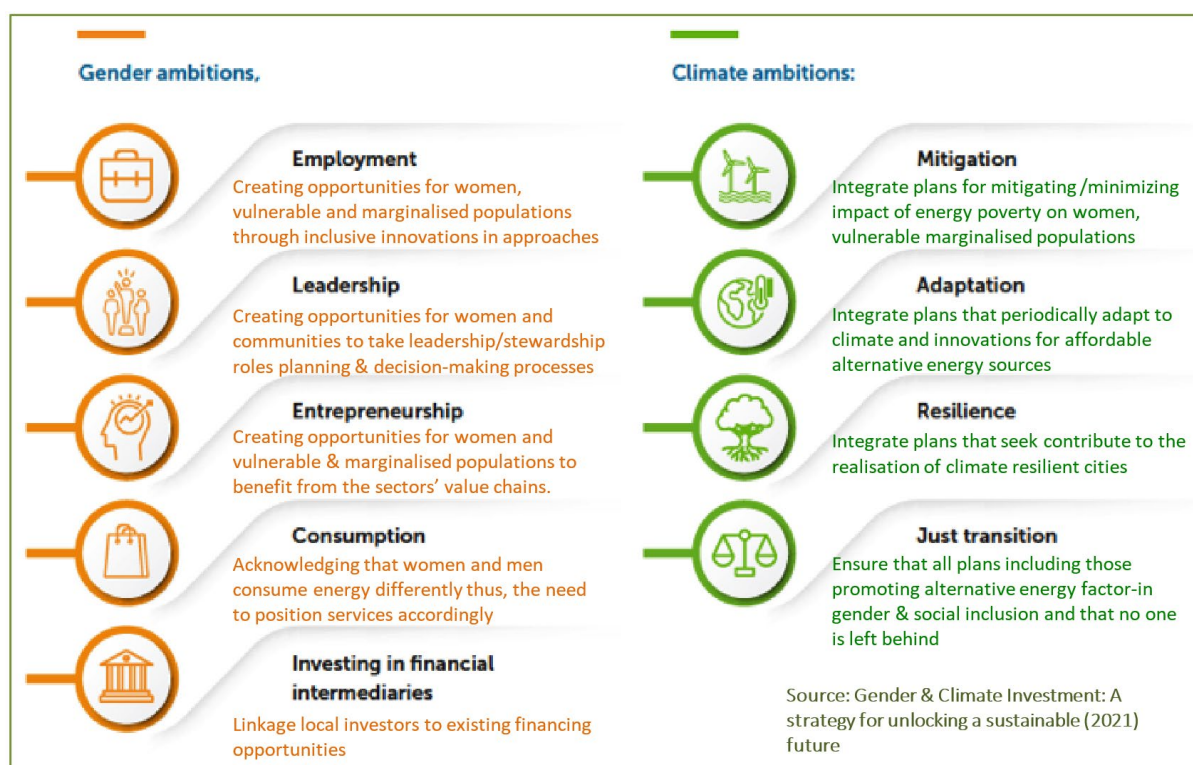 Gender ambitions,
Employment
Creating opportunities for women,
vulnerable and marginalised populations
through inclusive innovations in approaches
Leadership
Creating opportunities for women and
communities to take leadership/stewardship
roles planning & decision-making processes
Entrepreneurship
Creating opportunities for women and
vulnerable & marginalised populations to
benefit from the sectors’ value chains.
Consumption
Acknowledging that women and men
consume energy differently thus, the need
to position services accordingly
Investing in financial
intermediaries
Linkage local investors to existing financing
opportunities
Climate ambitions:
Mitigation
Integrate plans for mitigating/minimizing
impact of energy poverty on women,
vulnerable marginalised populations
Adaptation
Integrate plans that periodically adapt to
climate and innovations for affordable
alternative energy sources
Resilience
Integrate plans that seek contribute to the
realisation of climate resilient cities
Just transition
Ensure that all plans including those
promoting alternative energy factor-in
gender & social inclusion and that no one
is left behind
Source: Gender & Climate Investment: A
strategy for unlocking a sustainable (2021)
future